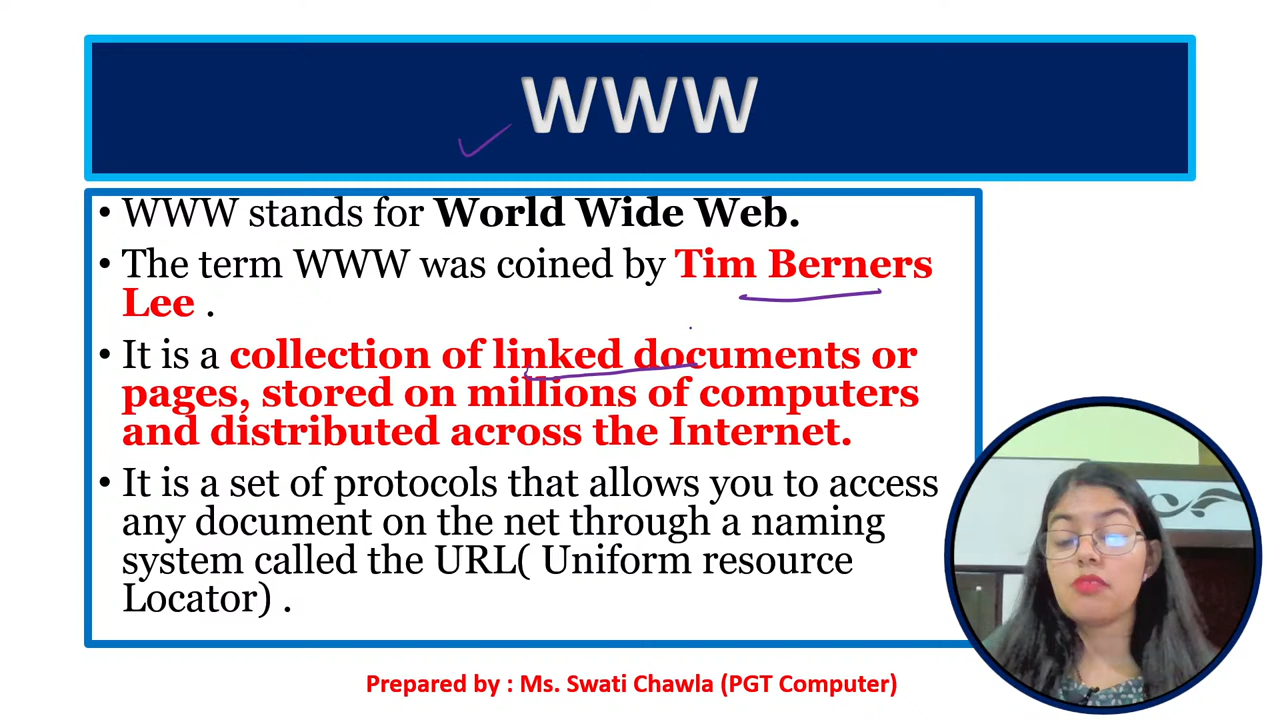 WWW
• WWW stands for World Wide Web.
• The term WWW was coined by Tim Berners
Lee .
• It is a collection of linked documents or
pages, stored on millions of computers
and distributed across the Internet.
• It is a set of protocols that allows you to access
any document on the net through a naming
system called the URL( Uniform resource
Locator) .
Prepared by : Ms. Swati Chawla (PGT Computer)